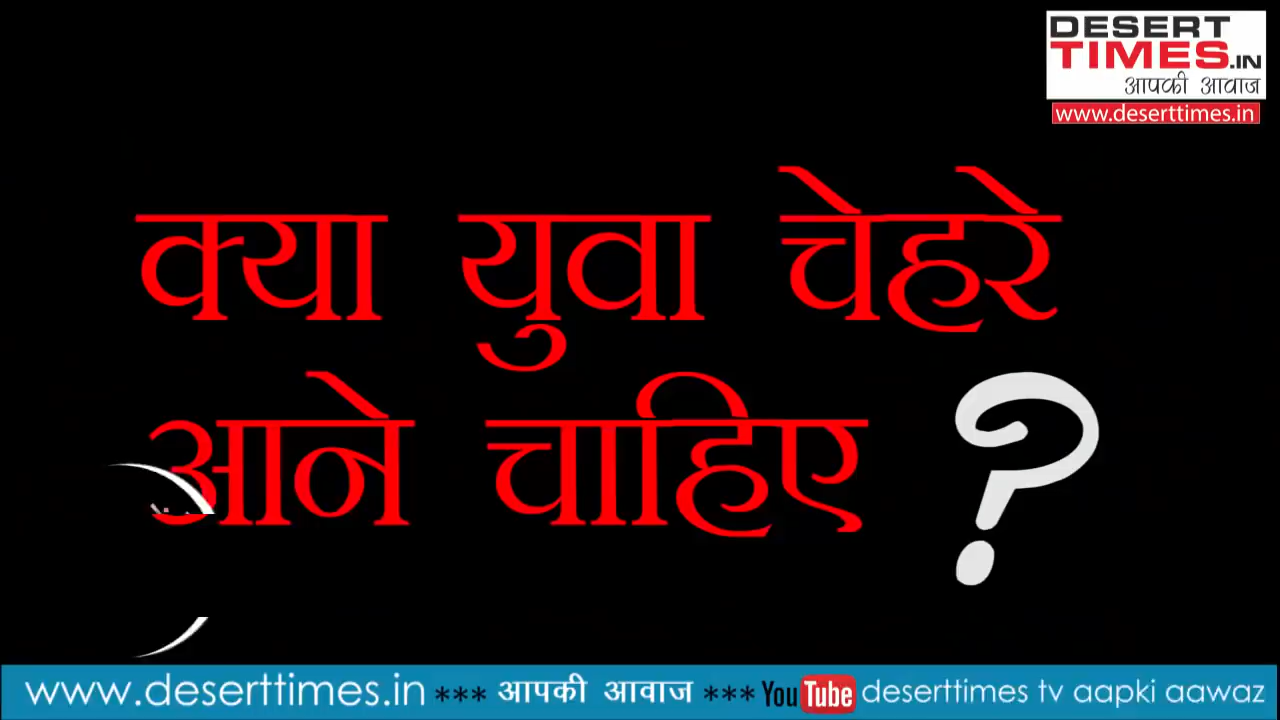 DESERT
TIMES.IN
आपकी आवाज
www.deserttimes.in
क्या युवा चेहरे
आने चाहिए ?
www.deserttimes.in *** आपकी आवाज *** YouTube deserttimes tv aapki aawaz